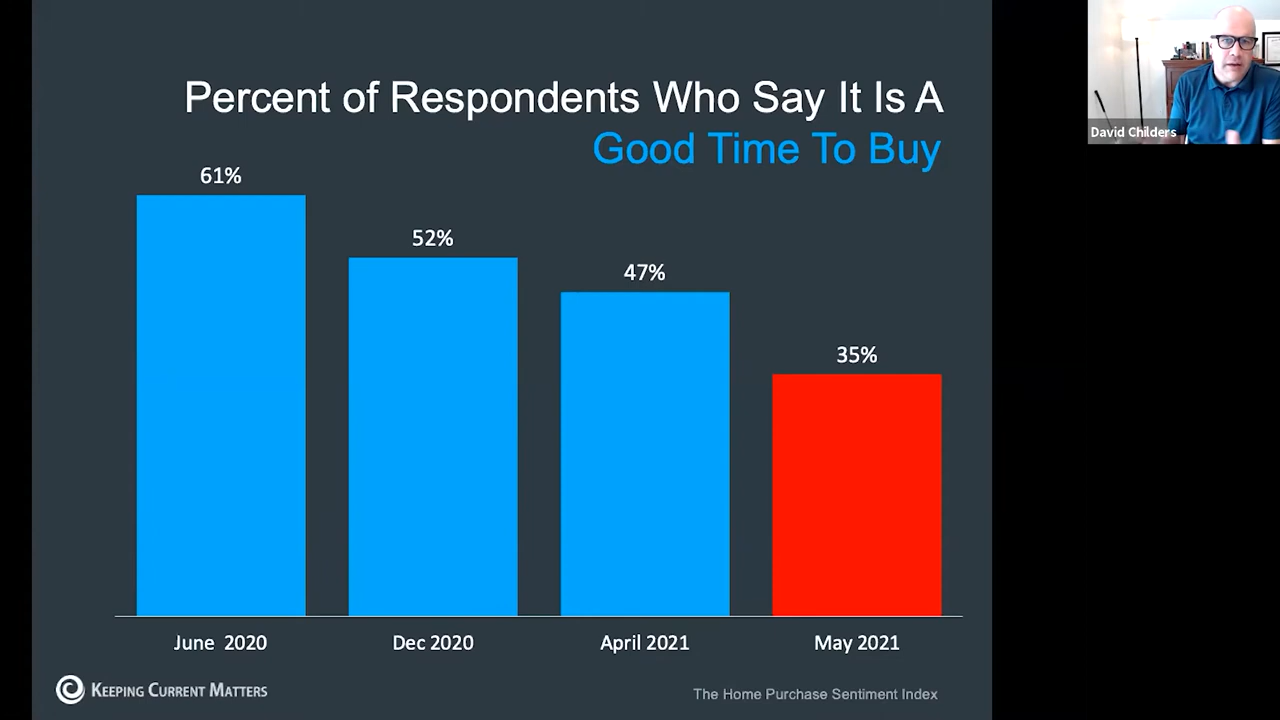 Percent of Respondents Who Say It Is A
Good Time To Buy
61%
52%
47%
35%
June 2020
Dec 2020
April 2021
May 2021
KEEPING CURRENT MATTERS
The Home Purchase Sentiment Index
David Childers